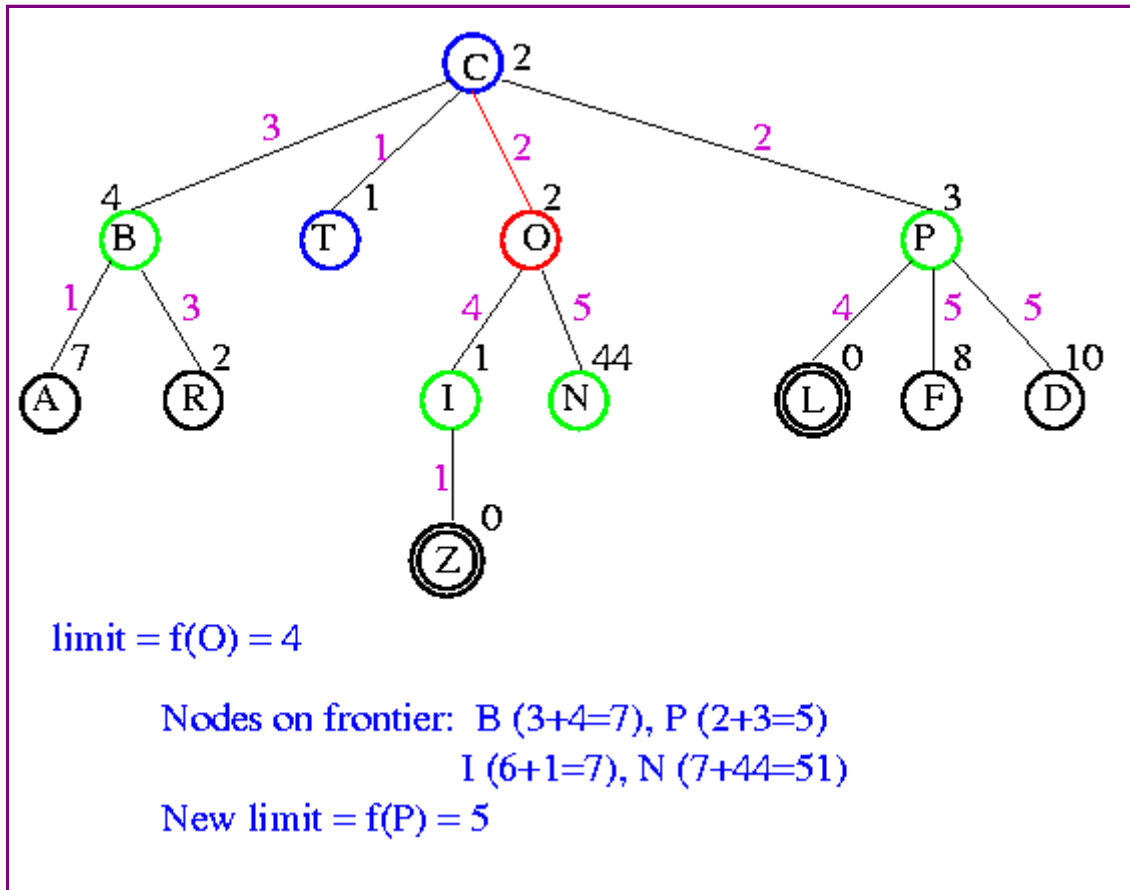 C 2
3 1 2 2
4 1 2 3
B T O P
1 3 4 5 4 5 5
7 2 1 44 0 8 10
A R I N L F D
1
0
Z
limit = f(O) = 4
Nodes on frontier: B (3+4=7), P (2+3=5)
I (6+1=7), N (7+44=51)
New limit = f(P) = 5